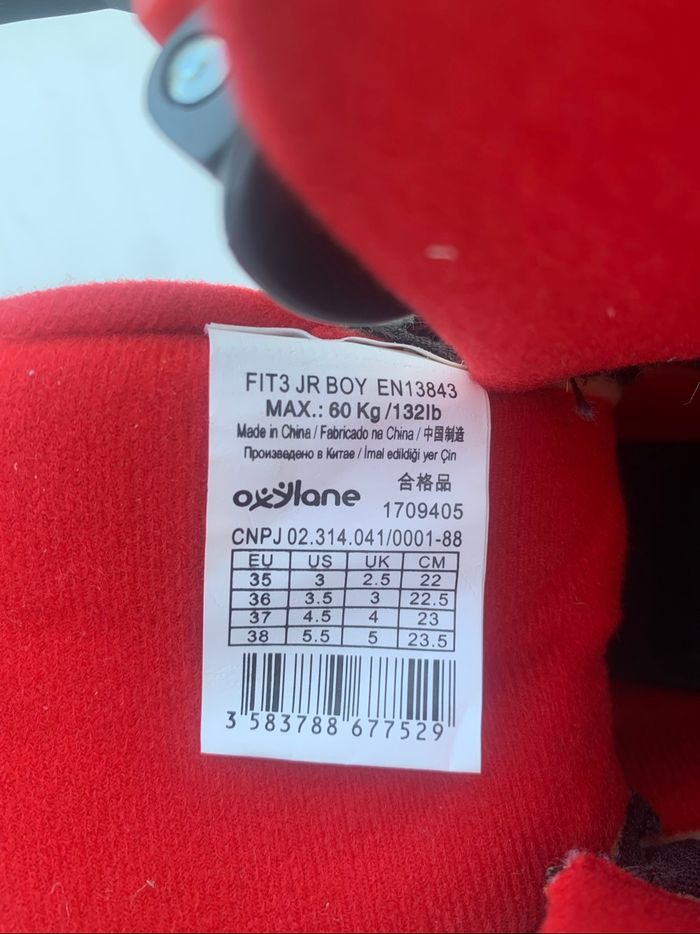 FIT3 JR BOY EN13843
MAX.: 60 Kg /132lb
Made in China / Fabricado na China / 中国制造
Произведено в Китае / İmal edildiği yer Çin
合格品
oxylane
1709405
CNPJ 02.314.041/0001-88
EU US UK CM
35 3 2.5 22
36 3.5 3 22.5
37 4.5 4 23
38 5.5 5 23.5
3 583788 677529